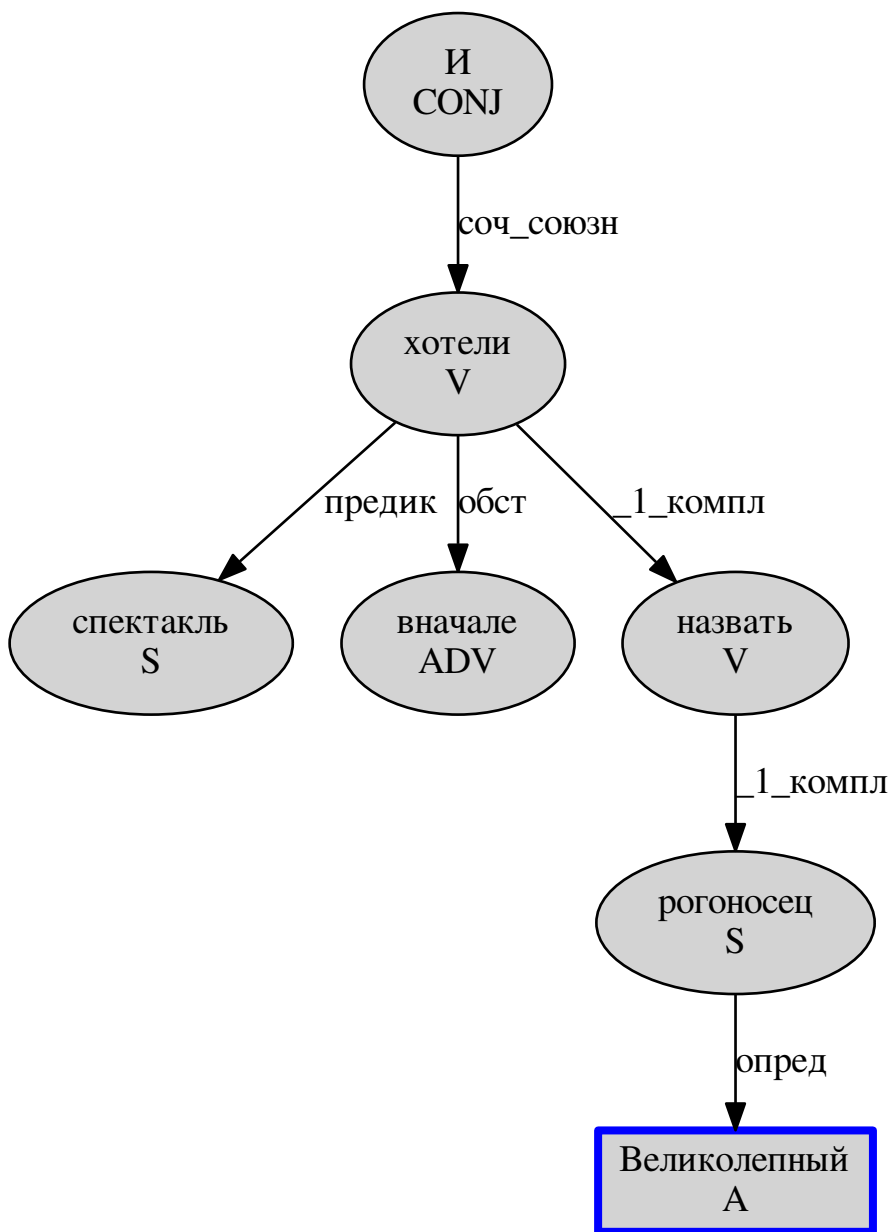 И
CONJ
соч_союзн
хотели
V
предик
обст
_1_компл
спектакль
S
вначале
ADV
назвать
V
_1_компл
рогоносец
S
опред
Великолепный
A